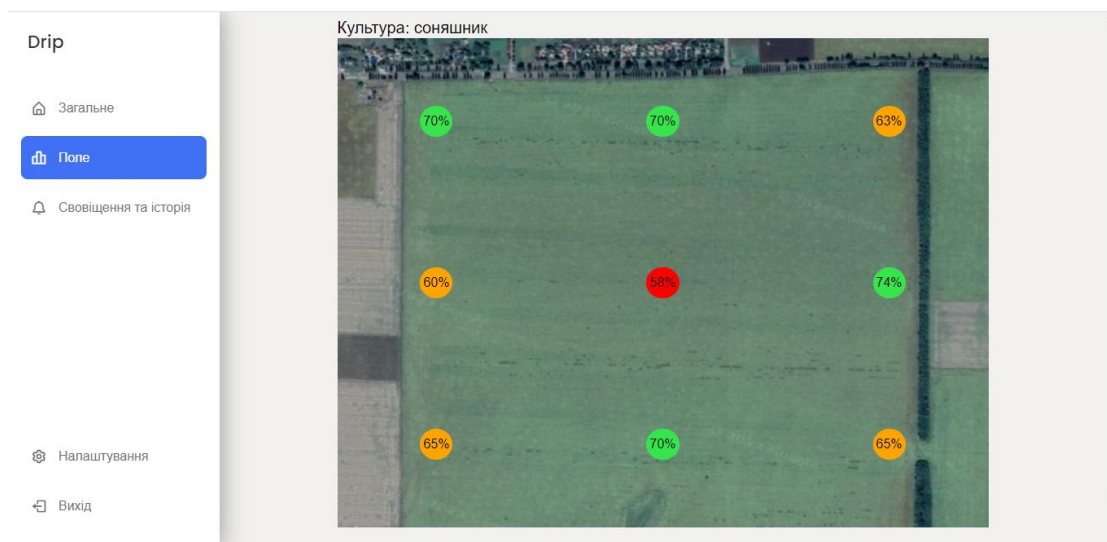 Drip
Загальне
Поле
Свовіщення та історія
Налаштування
Вихід
Культура: соняшник
70%
70%
63%
60%
58%
74%
65%
70%
65%